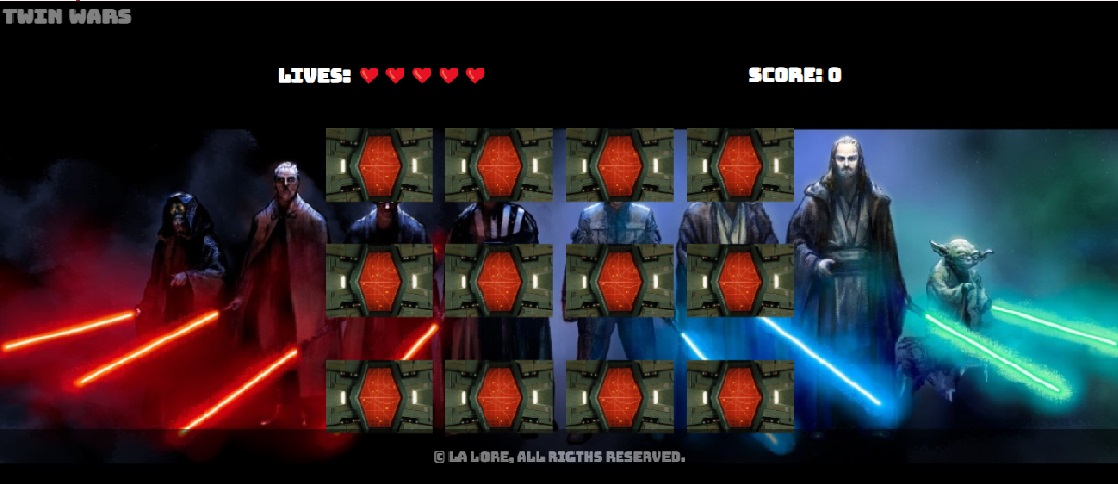 TWIN WARS
LIVES: ❤❤❤❤❤ SCORE: 0
© LA LORE, ALL RIGTHS RESERVED.